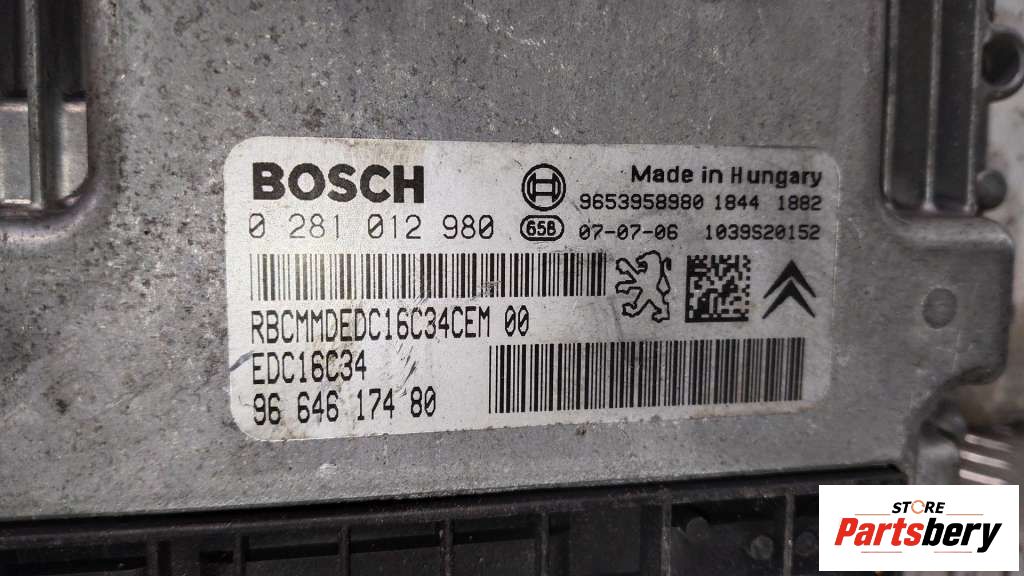 BOSCH
Made in Hungary
9653958980 1844 1882
0 281 012 980
658 07-07-06 1039S20152
RBCMMDEDC16C34CEM 00
EDC16C34
96 646 174 80
STORE
Partsbery